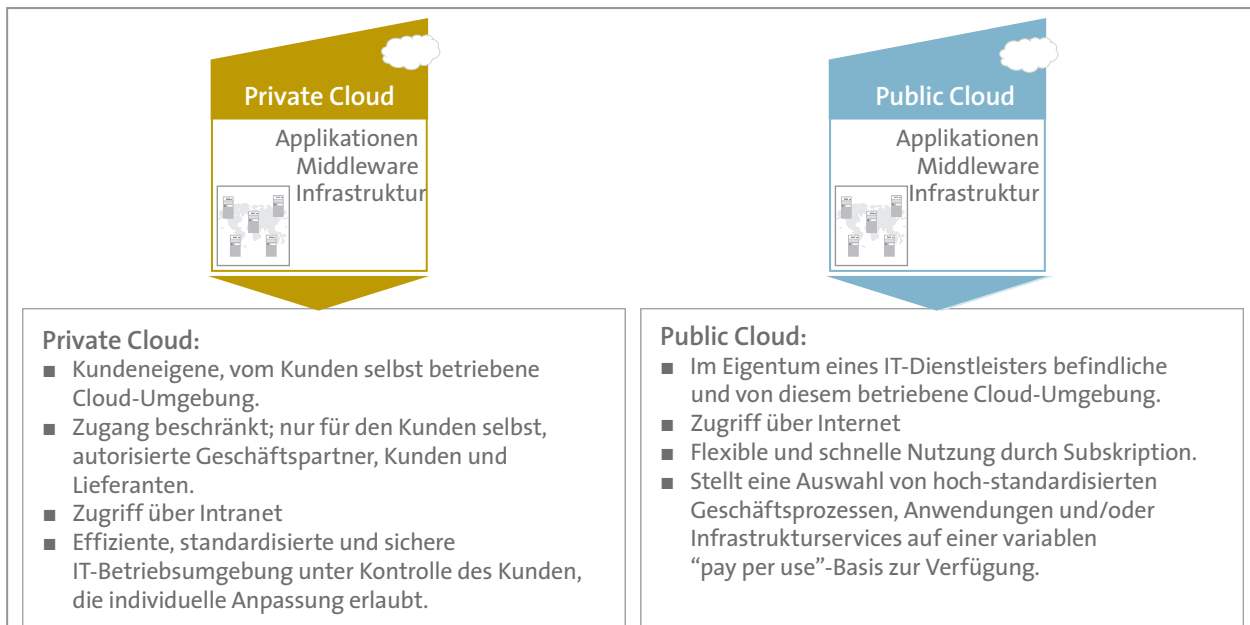 Private Cloud
Applikationen
Middleware
Infrastruktur
Public Cloud
Applikationen
Middleware
Infrastruktur
Private Cloud:
■ Kundeneigene, vom Kunden selbst betriebene
Cloud-Umgebung.
■ Zugang beschränkt; nur für den Kunden selbst,
autorisierte Geschäftspartner, Kunden und
Lieferanten.
■ Zugriff über Intranet
■ Effiziente, standardisierte und sichere
IT-Betriebsumgebung unter Kontrolle des Kunden,
die individuelle Anpassung erlaubt.
Public Cloud:
■ Im Eigentum eines IT-Dienstleisters befindliche
und von diesem betriebene Cloud-Umgebung.
■ Zugriff über Internet
■ Flexible und schnelle Nutzung durch Subskription.
■ Stellt eine Auswahl von hoch-standardisierten
Geschäftsprozessen, Anwendungen und/oder
Infrastrukturservices auf einer variablen
“pay per use”-Basis zur Verfügung.